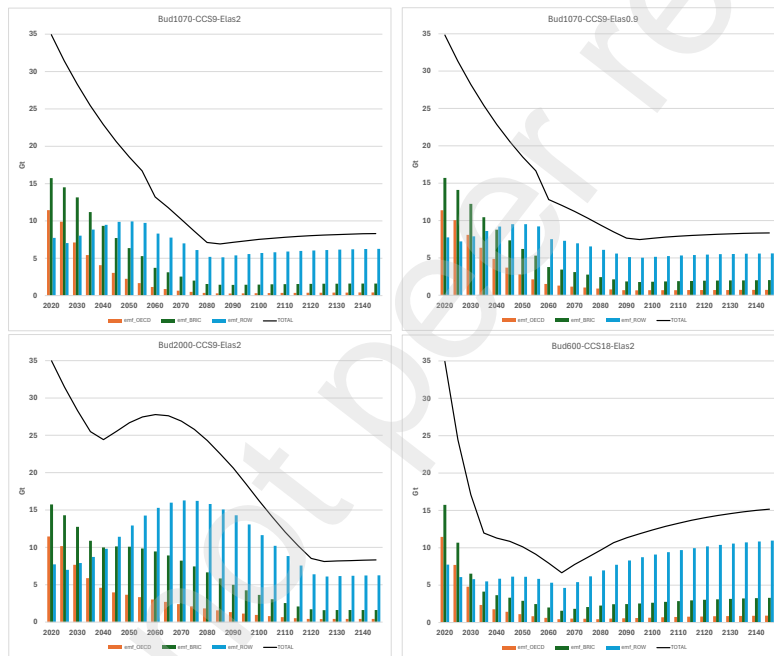 Bud1070-CCS9-Elas2
35
30
25
20
15
10
5
0
Gt
2020 2030 2040 2050 2060 2070 2080 2090 2100 2110 2120 2130 2140
emf_OECD emf_BRIC emf_ROW TOTAL
Bud1070-CCS9-Elas0.9
35
30
25
20
15
10
5
0
Gt
2020 2030 2040 2050 2060 2070 2080 2090 2100 2110 2120 2130 2140
emf_OECD emf_BRIC emf_ROW TOTAL
Bud2000-CCS9-Elas2
35
30
25
20
15
10
5
0
Gt
2020 2030 2040 2050 2060 2070 2080 2090 2100 2110 2120 2130 2140
emf_OECD emf_BRIC emf_ROW TOTAL
Bud600-CCS18-Elas2
35
30
25
20
15
10
5
0
Gt
2020 2030 2040 2050 2060 2070 2080 2090 2100 2110 2120 2130 2140
emf_OECD emf_BRIC emf_ROW TOTAL
not peer re